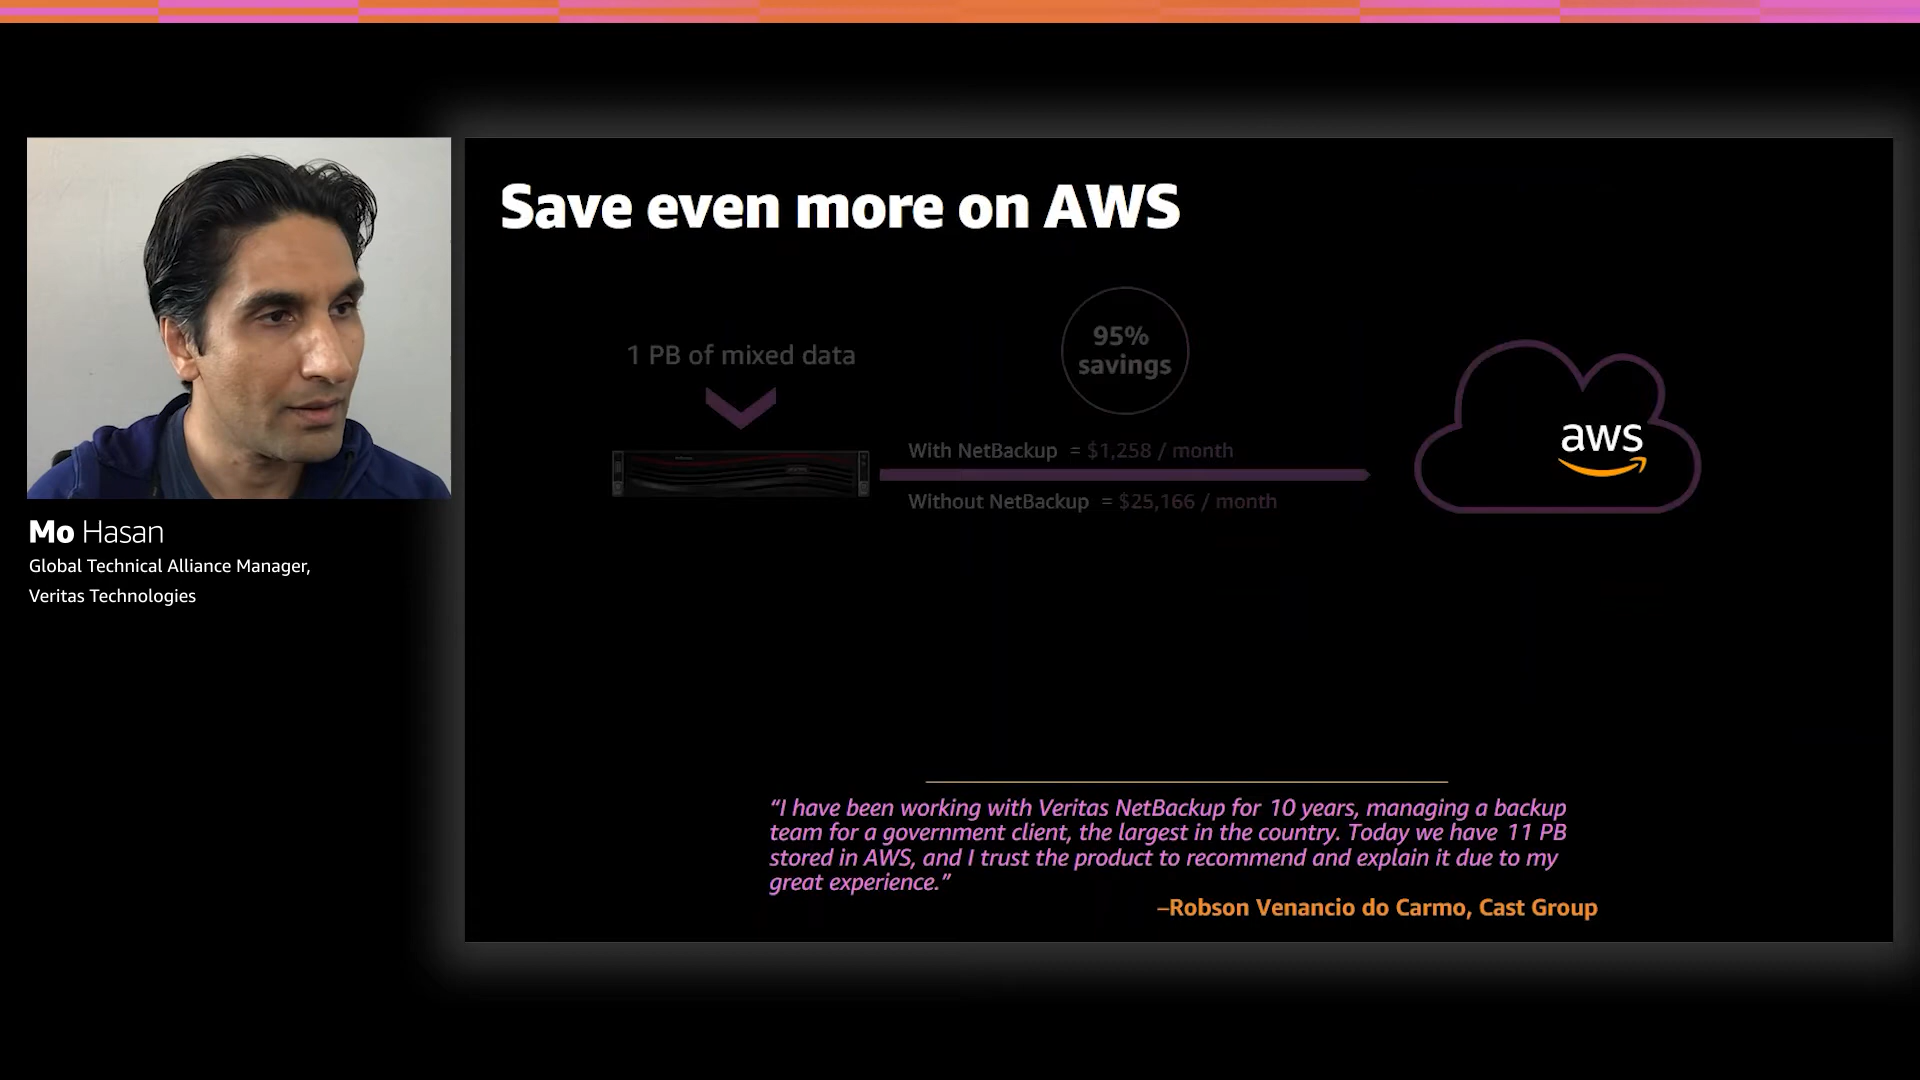 Save even more on AWS
1 PB of mixed data
95%
savings
With NetBackup = $1,258 / month
Without NetBackup = $25,166 / month
aws
Mo Hasan
Global Technical Alliance Manager,
Veritas Technologies
“I have been working with Veritas NetBackup for 10 years, managing a backup
team for a government client, the largest in the country. Today we have 11 PB
stored in AWS, and I trust the product to recommend and explain it due to my
great experience.”
–Robson Venancio do Carmo, Cast Group